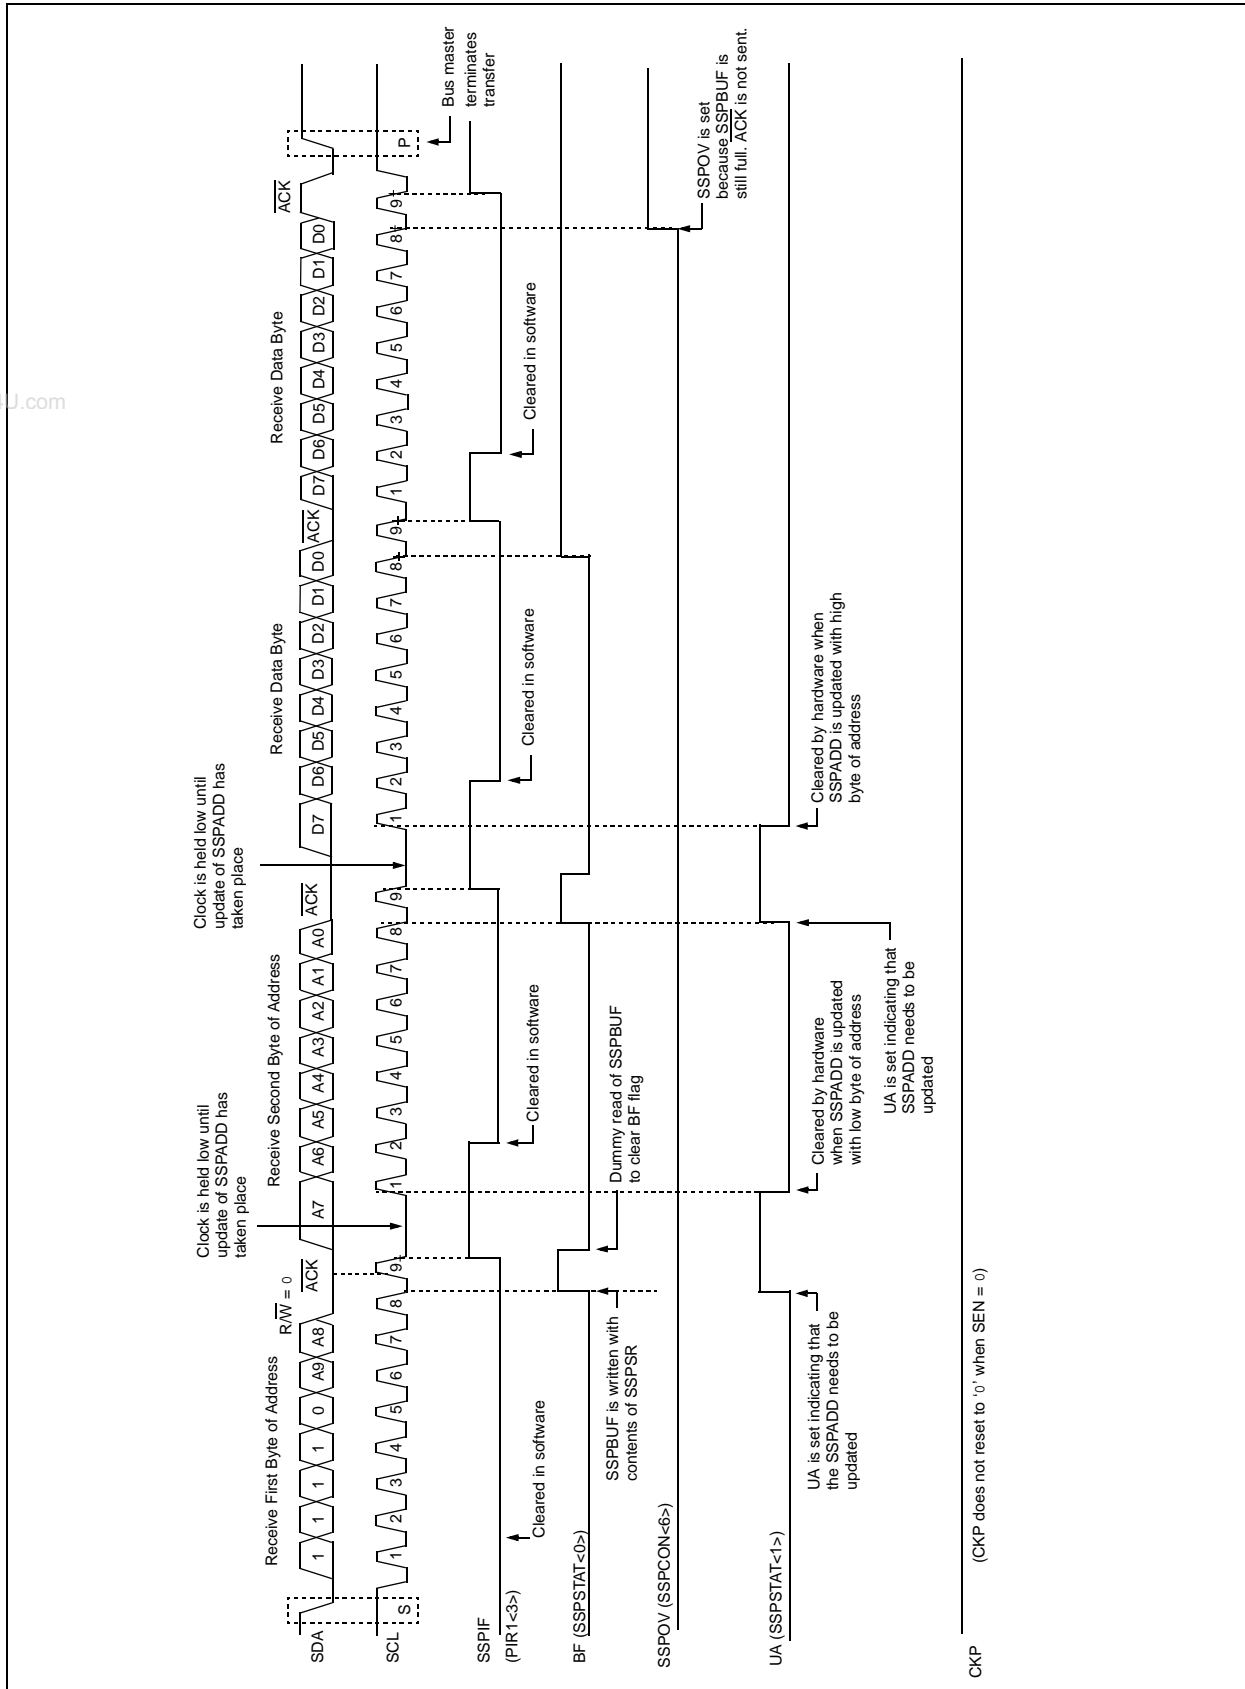 Receive First Byte of Address
R/W = 0
Receive Second Byte of Address
Receive Data Byte
Receive Data Byte
Clock is held low until
update of SSPADD has
taken place
Clock is held low until
update of SSPADD has
taken place
SDA
1 1 1 1 0 A9 A8 ACK
A7 A6 A5 A4 A3 A2 A1 A0 ACK
D7 D6 D5 D4 D3 D2 D1 D0 ACK
D7 D6 D5 D4 D3 D2 D1 D0 ACK
SCL
S 1 2 3 4 5 6 7 8 9
1 2 3 4 5 6 7 8 9
1 2 3 4 5 6 7 8 9
1 2 3 4 5 6 7 8 9 P
Bus master
terminates
transfer
SSPIF
(PIR1<3>)
Cleared in software
Cleared in software
Cleared in software
Cleared in software
BF (SSPSTAT<0>)
SSPBUF is written with
contents of SSPSR
Dummy read of SSPBUF
to clear BF flag
SSPOV (SSPCON<6>)
SSPOV is set
because SSPBUF is
still full. ACK is not sent.
UA (SSPSTAT<1>)
UA is set indicating that
the SSPADD needs to be
updated
Cleared by hardware
when SSPADD is updated
with low byte of address
UA is set indicating that
SSPADD needs to be
updated
Cleared by hardware when
SSPADD is updated with high
byte of address
CKP
(CKP does not reset to ‘0’ when SEN = 0)
4U.com